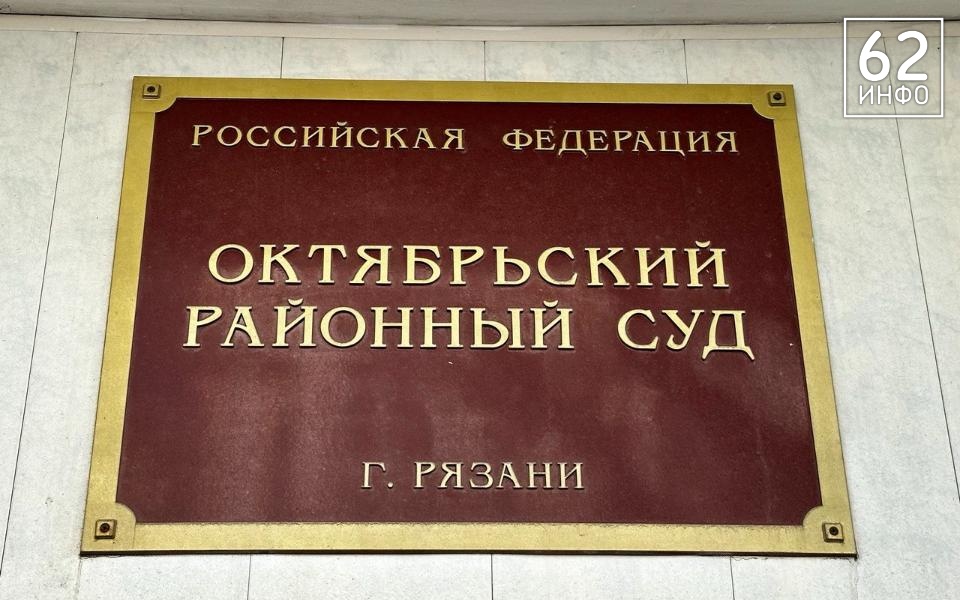 62
ИНФО
РОССИЙСКАЯ ФЕДЕРАЦИЯ
ОКТЯБРЬСКИЙ
РАЙОННЫЙ СУД
Г. РЯЗАНИ